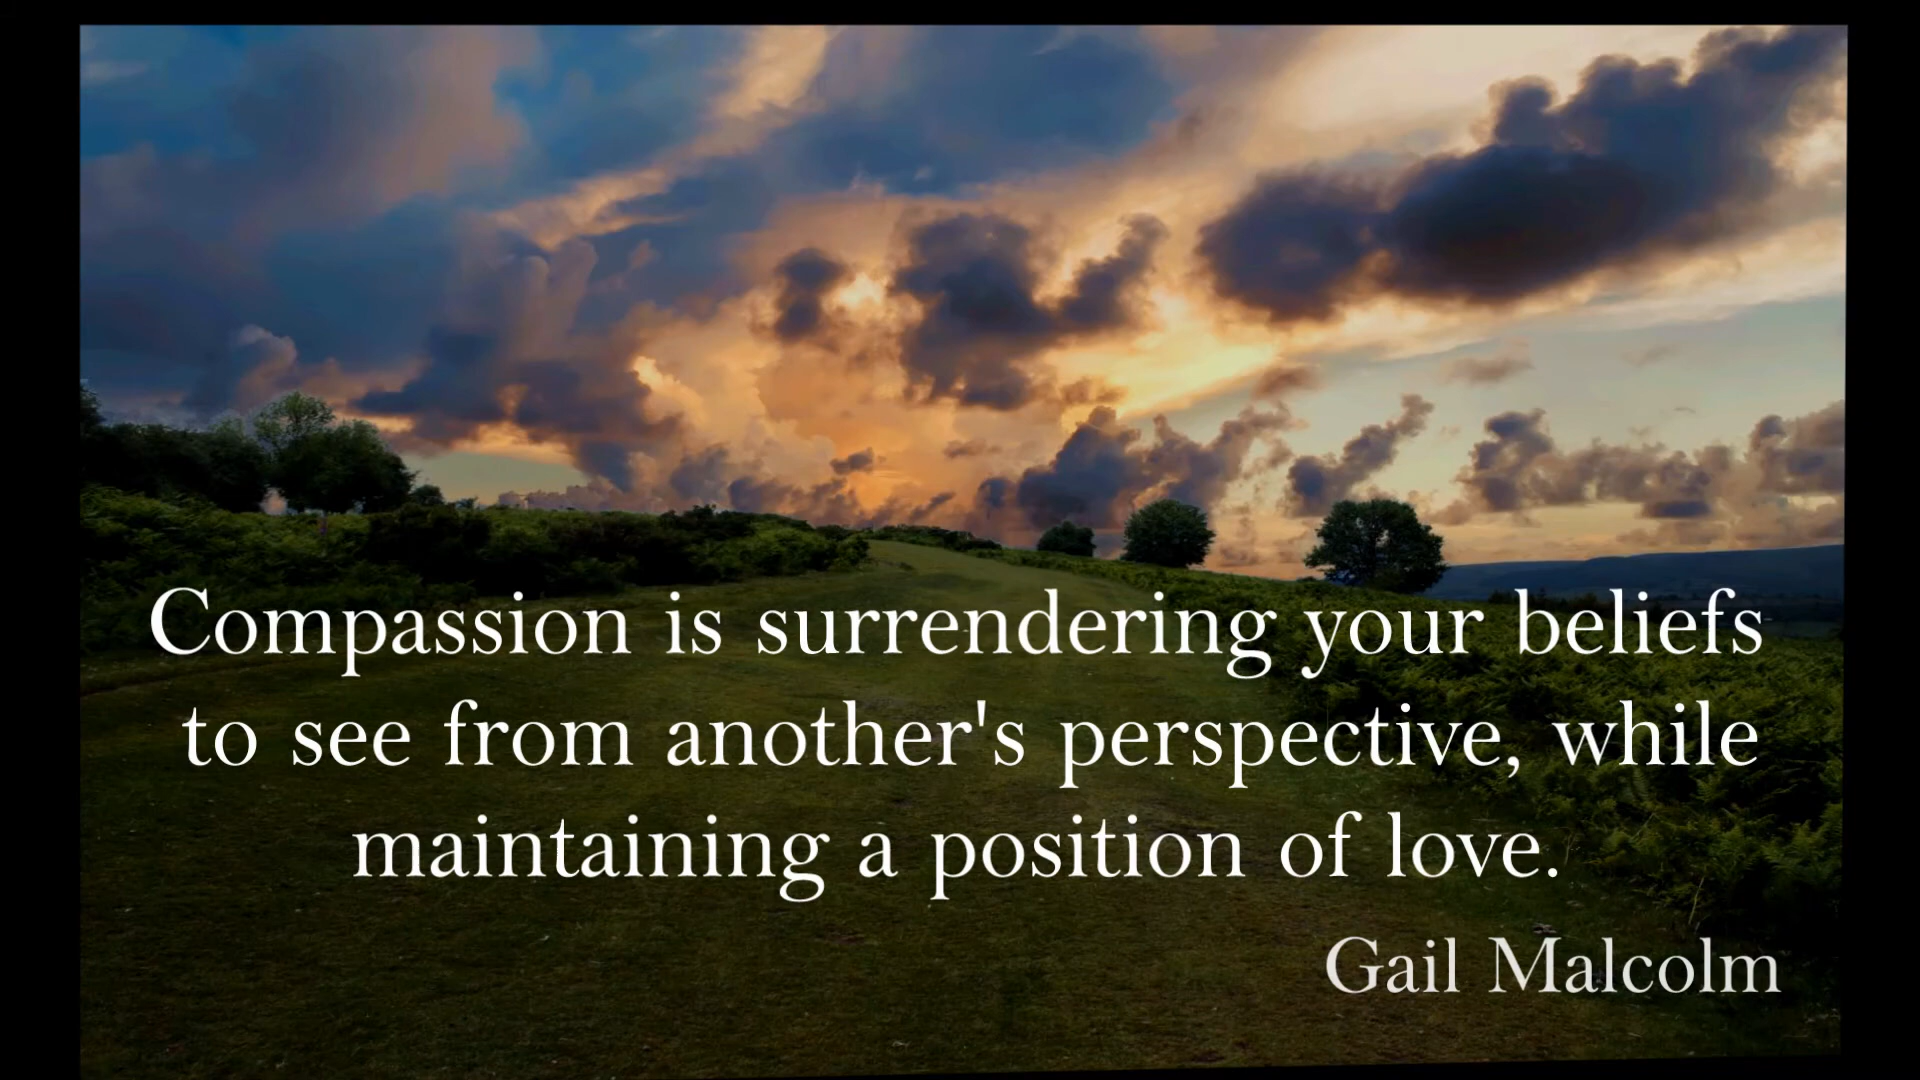 Compassion is surrendering your beliefs
to see from another's perspective, while
maintaining a position of love.
Gail Malcolm